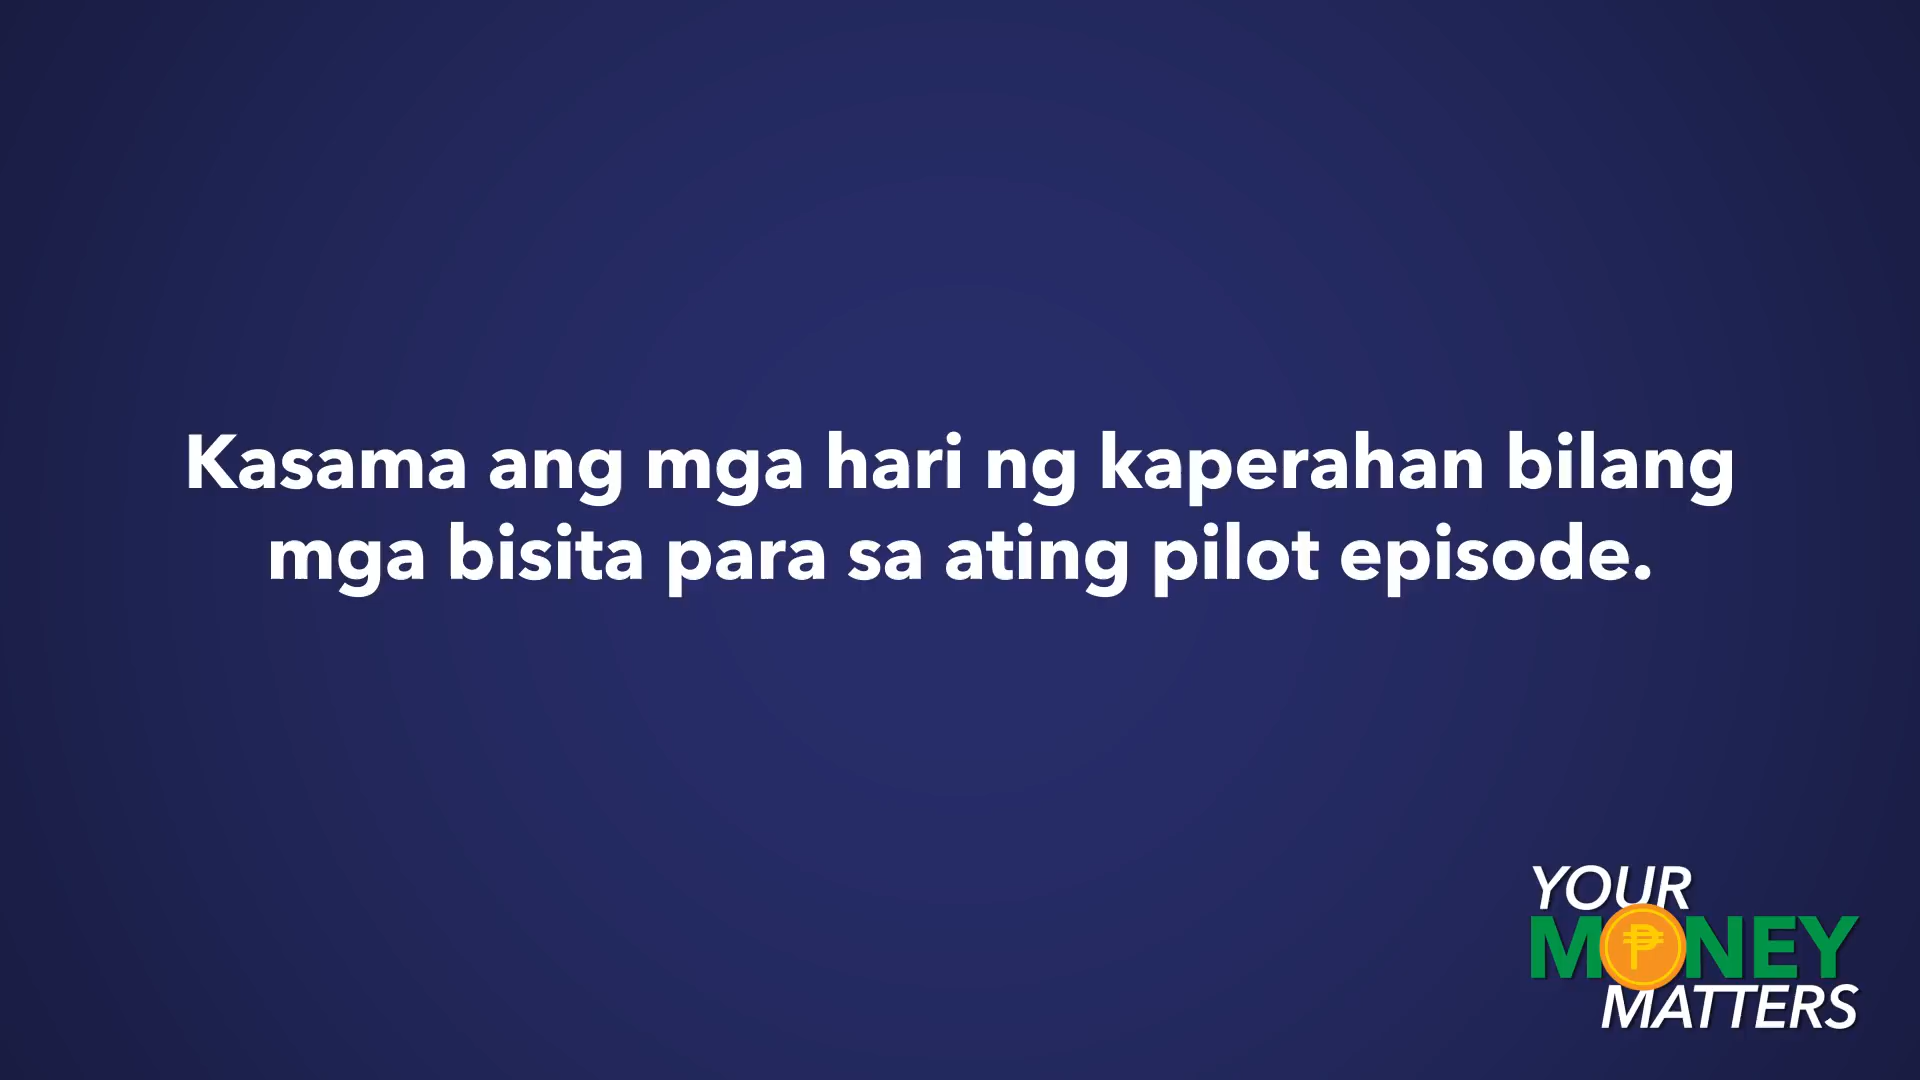 Kasama ang mga hari ng kaperahan bilang
mga bisita para sa ating pilot episode.
YOUR
MONEY
MATTERS